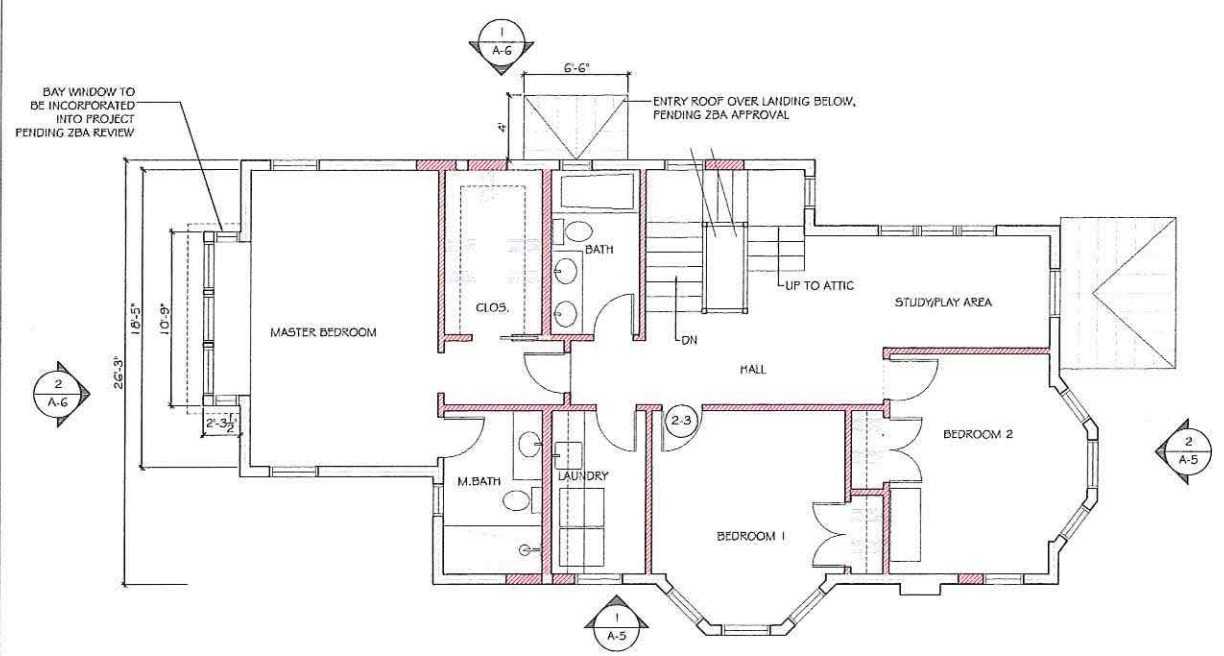 1
A-6
6'-6"
BAY WINDOW TO
BE INCORPORATED
INTO PROJECT
PENDING ZBA REVIEW
ENTRY ROOF OVER LANDING BELOW,
PENDING ZBA APPROVAL
4'
BATH
UP TO ATTIC
CLOS.
STUDY/PLAY AREA
MASTER BEDROOM
18'-5"
10'-9"
26'-3"
DN
HALL
2
A-6
2'-3 1/2"
2-3
BEDROOM 2
2
A-5
M.BATH
LAUNDRY
BEDROOM 1
1
A-5